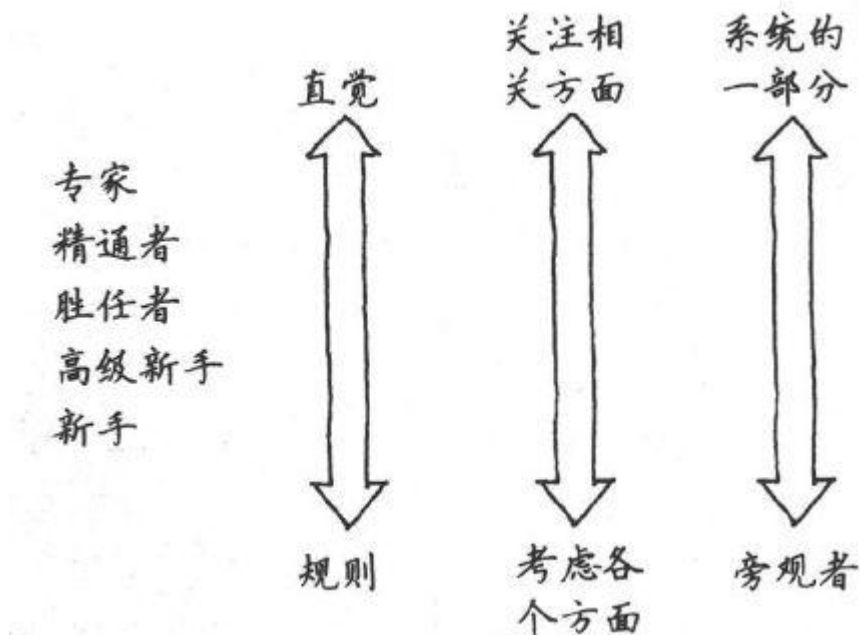 直觉
关注相
关方面
系统的
一部分
专家
精通者
胜任者
高级新手
新手
规则
考虑各
个方面
旁观者